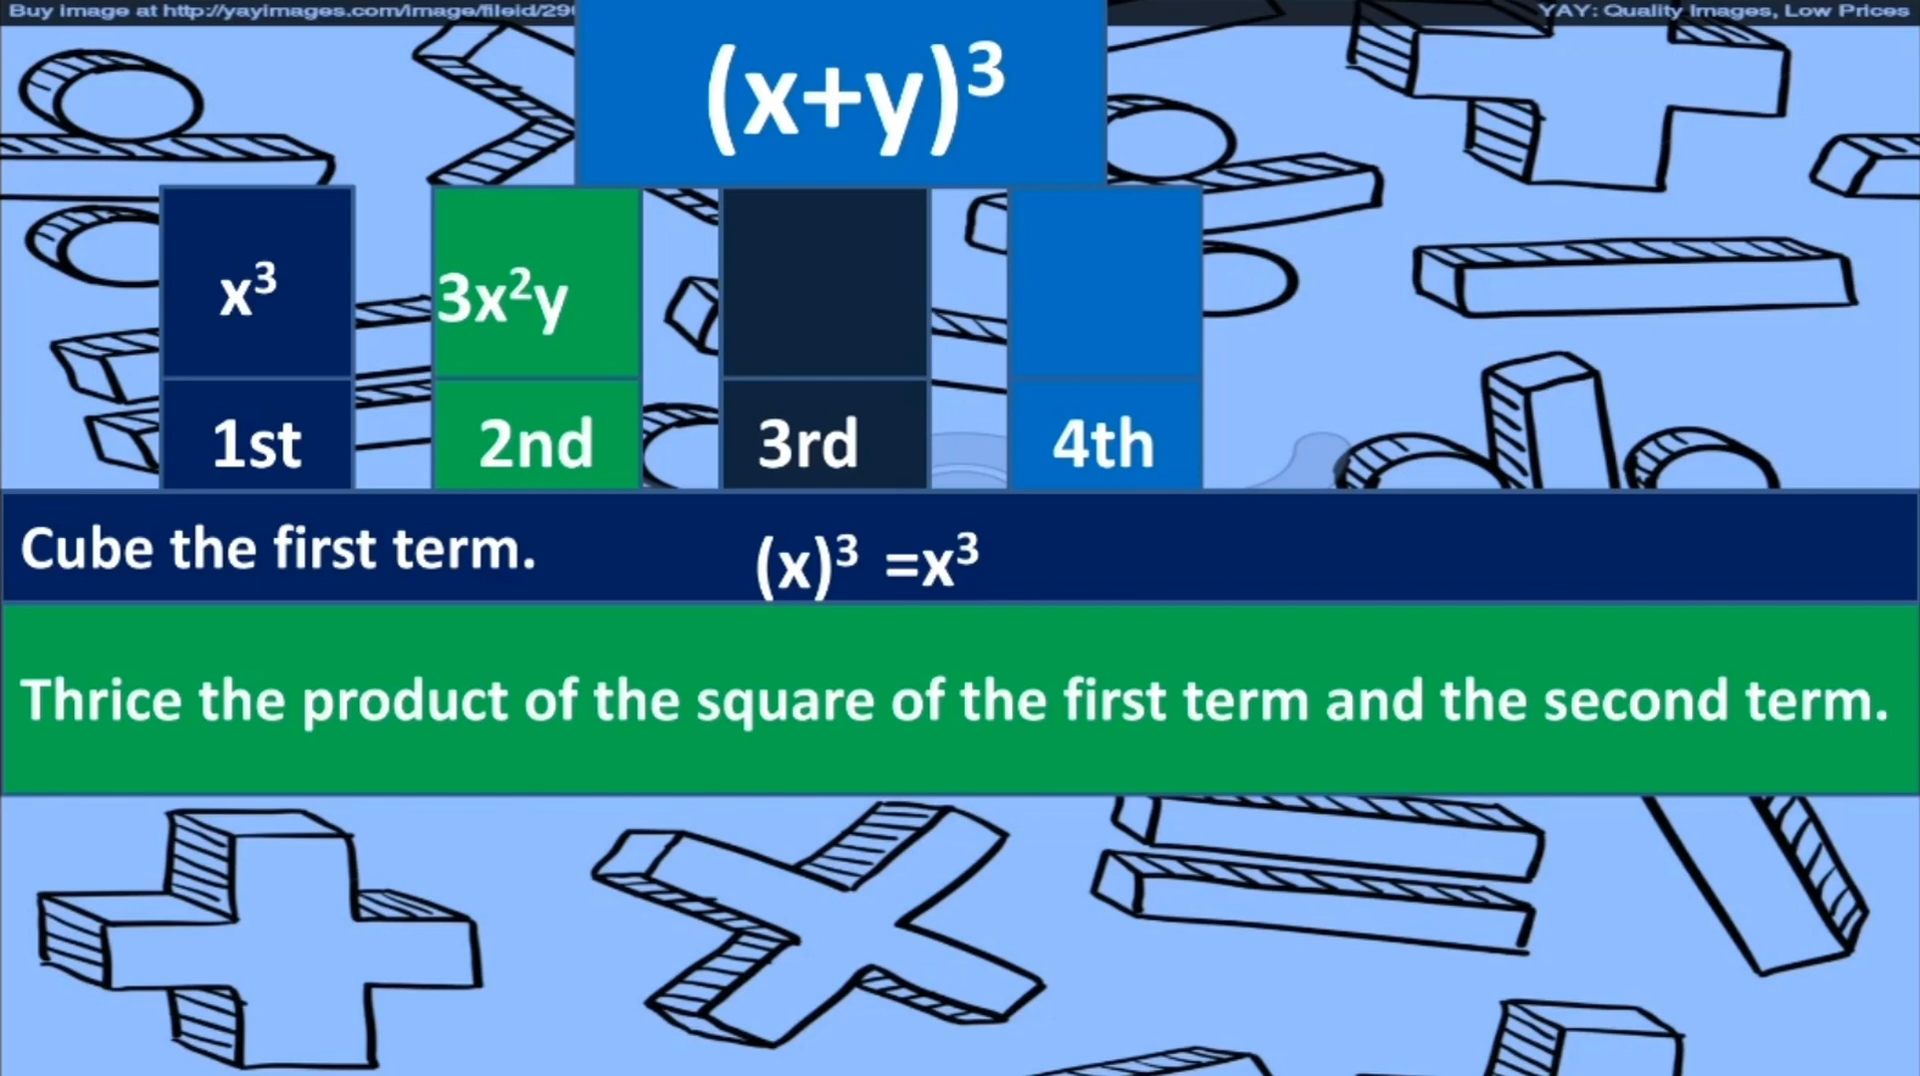 Buy image at http://yayimages.com/image/fileid/29
YAY: Quality Images, Low Prices
(x+y)³
x³
3x²y
1st
2nd
3rd
4th
Cube the first term. (x)³ =x³
Thrice the product of the square of the first term and the second term.